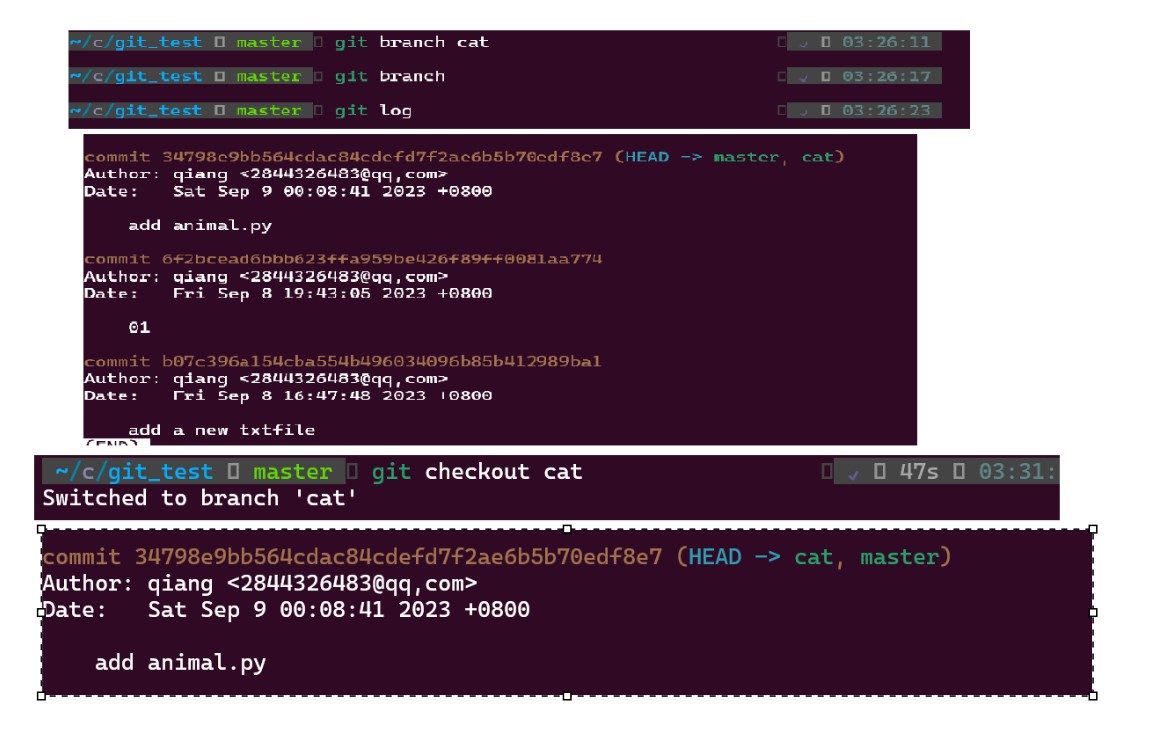 ~/c/git_test master git branch cat 03:26:11
~/c/git_test master git branch 03:26:17
~/c/git_test master git log 03:26:23
commit 34798e9bb564cdac84cdefd7f2ae6b5b70edf8e7 (HEAD -> master, cat)
Author: qiang <2844326483@qq,com>
Date: Sat Sep 9 00:08:41 2023 +0800
add animal.py
commit 6f2bcead6bbb623ffa959be426f89ff0081aa774
Author: qiang <2844326483@qq,com>
Date: Fri Sep 8 19:43:05 2023 +0800
01
commit b07c396a154cba554b496034096b85b412989ba1
Author: qiang <2844326483@qq,com>
Date: Fri Sep 8 16:47:48 2023 +0800
add a new txtfile
(END)
~/c/git_test master git checkout cat 47s 03:31:
Switched to branch 'cat'
commit 34798e9bb564cdac84cdefd7f2ae6b5b70edf8e7 (HEAD -> cat, master)
Author: qiang <2844326483@qq,com>
Date: Sat Sep 9 00:08:41 2023 +0800
add animal.py